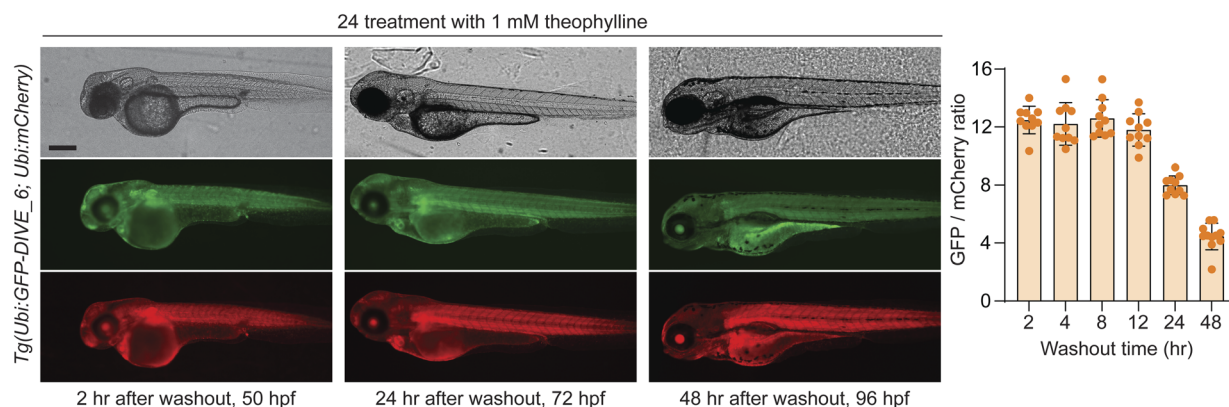 24 treatment with 1 mM theophylline
Tg(Ubi:GFP-DIVE_6; Ubi:mCherry)
2 hr after washout, 50 hpf
24 hr after washout, 72 hpf
48 hr after washout, 96 hpf
GFP / mCherry ratio
16
12
8
4
0
2 4 8 12 24 48
Washout time (hr)